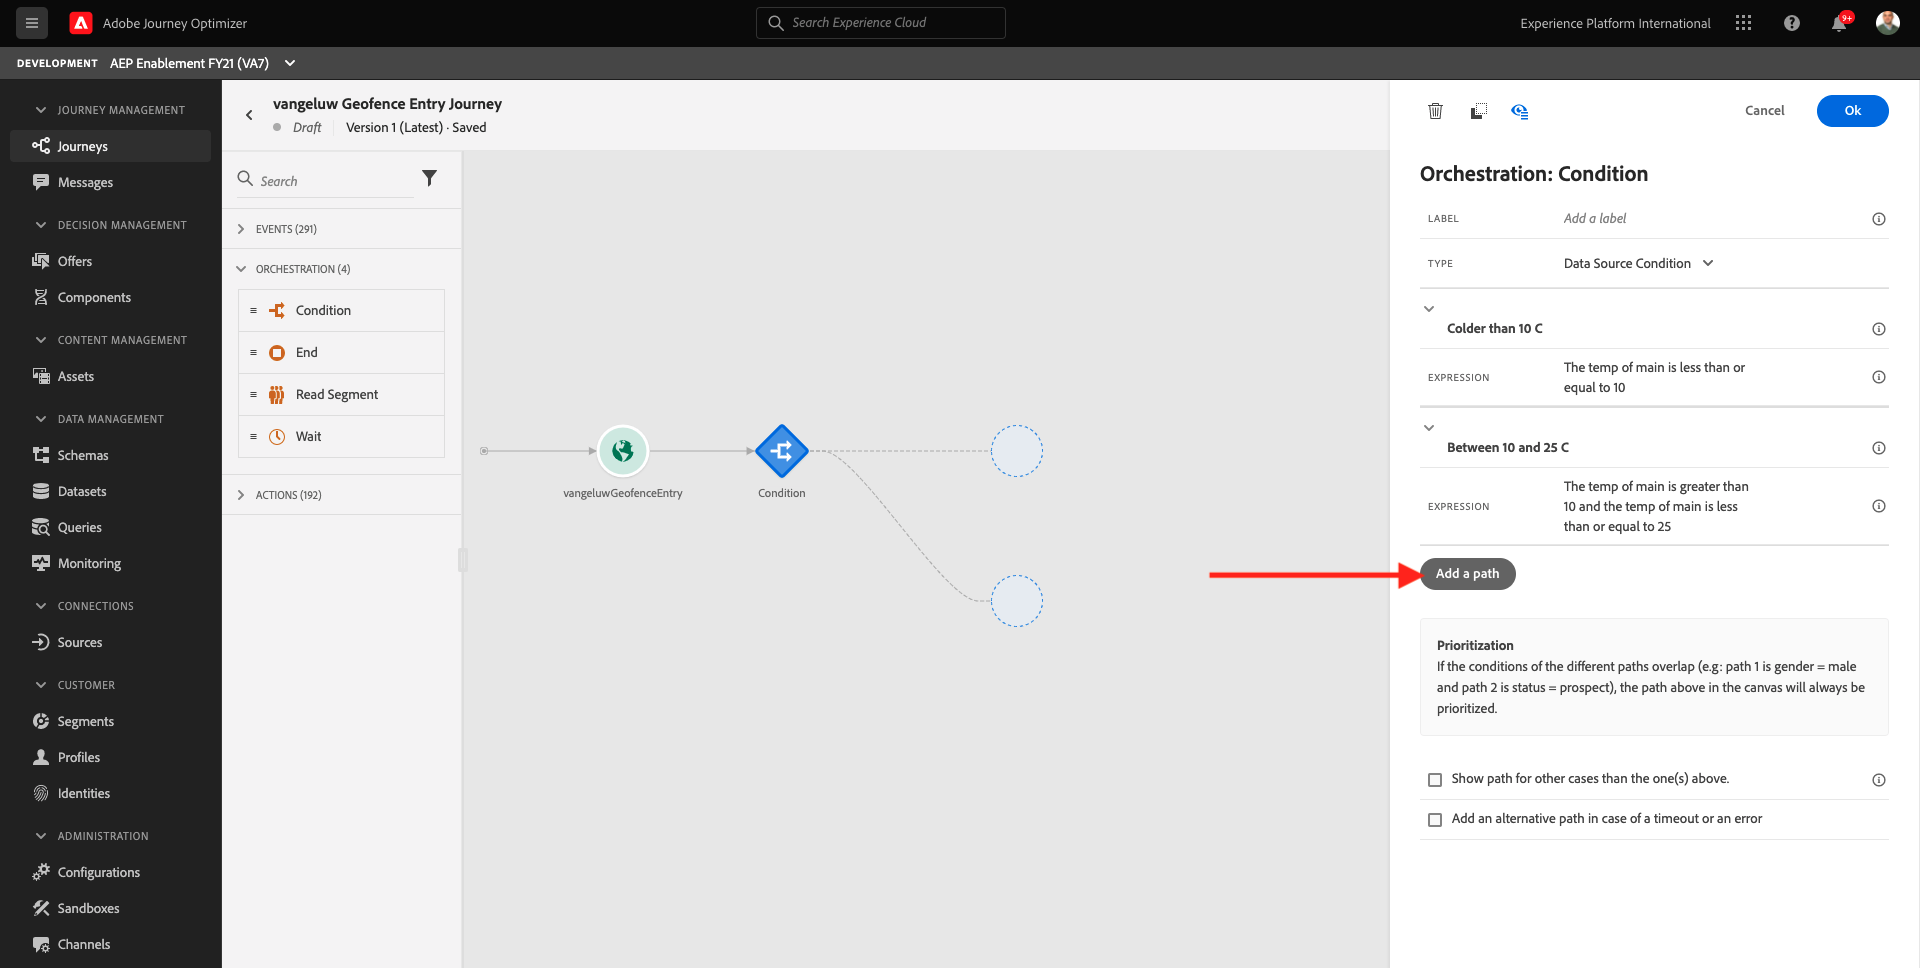 Adobe Journey Optimizer
Search Experience Cloud
Experience Platform International
9+
DEVELOPMENT AEP Enablement FY21 (VA7)
JOURNEY MANAGEMENT
Journeys
Messages
DECISION MANAGEMENT
Offers
Components
CONTENT MANAGEMENT
Assets
DATA MANAGEMENT
Schemas
Datasets
Queries
Monitoring
CONNECTIONS
Sources
CUSTOMER
Segments
Profiles
Identities
ADMINISTRATION
Configurations
Sandboxes
Channels
vangeluw Geofence Entry Journey
Draft Version 1 (Latest) · Saved
Search
EVENTS (291)
ORCHESTRATION (4)
Condition
End
Read Segment
Wait
ACTIONS (192)
vangeluwGeofenceEntry
Condition
Cancel
Ok
Orchestration: Condition
LABEL Add a label
TYPE Data Source Condition
Colder than 10 C
EXPRESSION
The temp of main is less than or
equal to 10
Between 10 and 25 C
EXPRESSION
The temp of main is greater than
10 and the temp of main is less
than or equal to 25
Add a path
Prioritization
If the conditions of the different paths overlap (e.g: path 1 is gender = male
and path 2 is status = prospect), the path above in the canvas will always be
prioritized.
Show path for other cases than the one(s) above.
Add an alternative path in case of a timeout or an error